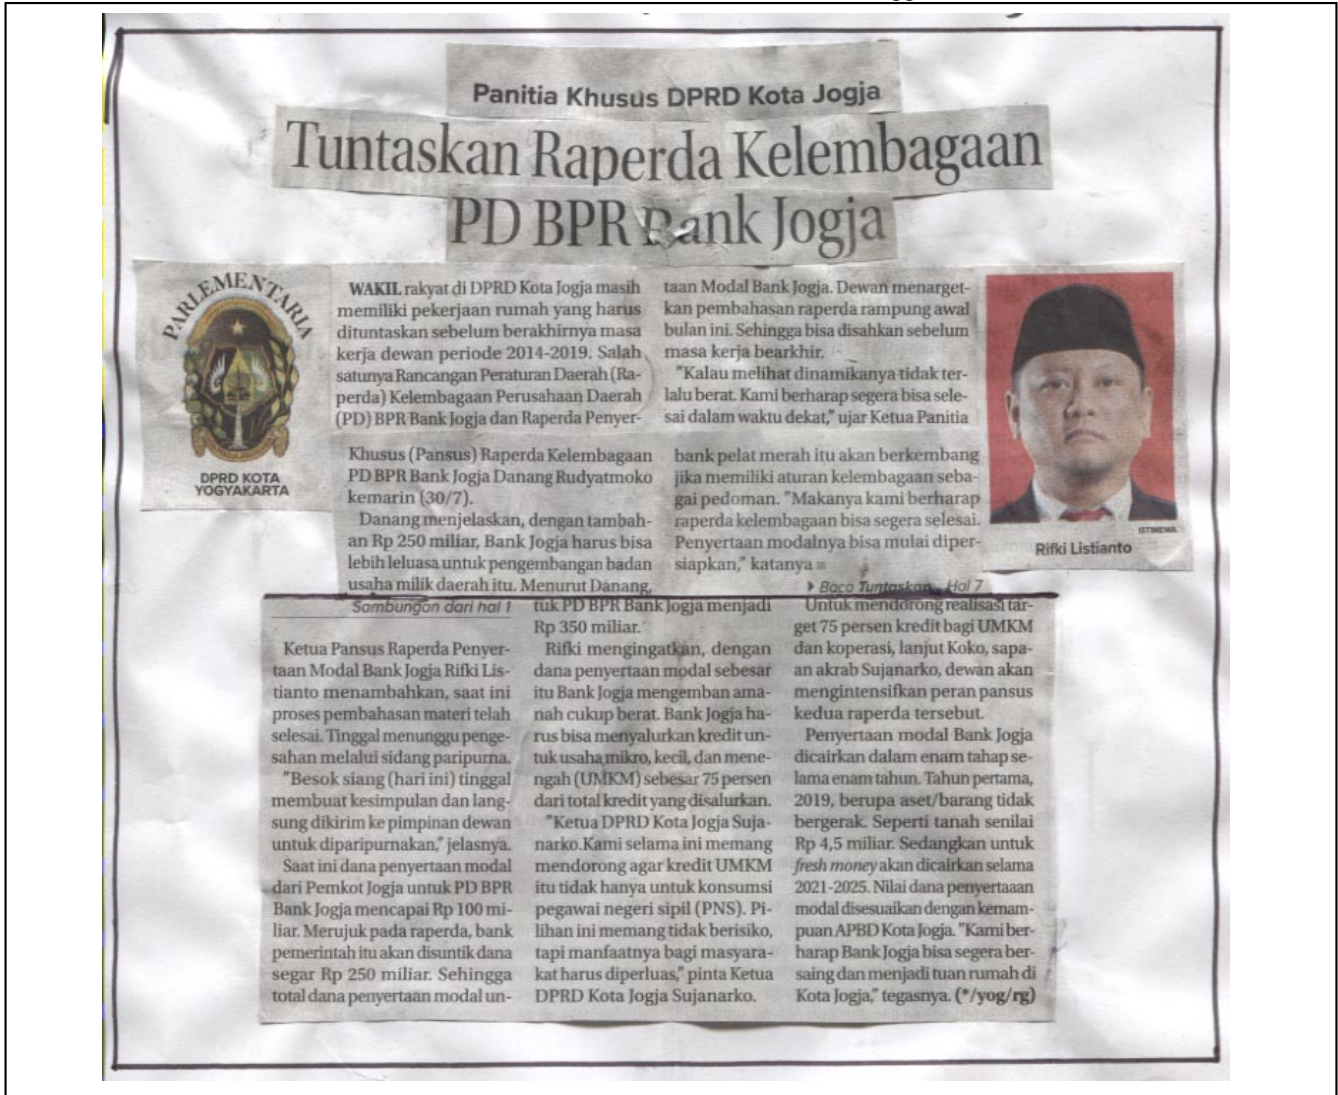 Panitia Khusus DPRD Kota Jogja
Tuntaskan Raperda Kelembagaan
PD BPR Bank Jogja
PARLEMENTARIA
DPRD KOTA
YOGYAKARTA
WAKIL rakyat di DPRD Kota Jogja masih
memiliki pekerjaan rumah yang harus
dituntaskan sebelum berakhirnya masa
kerja dewan periode 2014-2019. Salah
satunya Rancangan Peraturan Daerah (Ra-
perda) Kelembagaan Perusahaan Daerah
(PD) BPR Bank Jogja dan Raperda Penyer-
taan Modal Bank Jogja. Dewan menarget-
kan pembahasan raperda rampung awal
bulan ini. Sehingga bisa disahkan sebelum
masa kerja bearkhir.
"Kalau melihat dinamikanya tidak ter-
lalu berat. Kami berharap segera bisa sele-
sai dalam waktu dekat," ujar Ketua Panitia
Khusus (Pansus) Raperda Kelembagaan
PD BPR Bank Jogja Danang Rudyatmoko
kemarin (30/7).
Danang menjelaskan, dengan tambah-
an Rp 250 miliar, Bank Jogja harus bisa
lebih leluasa untuk pengembangan badan
usaha milik daerah itu. Menurut Danang,
bank pelat merah itu akan berkembang
jika memiliki aturan kelembagaan seba-
gai pedoman. "Makanya kami berharap
raperda kelembagaan bisa segera selesai.
Penyertaan modalnya bisa mulai diper-
siapkan," katanya
Baca Tuntaskan... Hal 7
ISTIMEWA
Rifki Listianto
Sambungan dari hal 1
Ketua Pansus Raperda Penyer-
taan Modal Bank Jogja Rifki Lis-
tianto menambahkan, saat ini
proses pembahasan materi telah
selesai. Tinggal menunggu penge-
sahan melalui sidang paripurna.
"Besok siang (hari ini) tinggal
membuat kesimpulan dan lang-
sung dikirim ke pimpinan dewan
untuk diparipurnakan," jelasnya.
Saat ini dana penyertaan modal
dari Pemkot Jogja untuk PD BPR
Bank Jogja mencapai Rp 100 mi-
liar. Merujuk pada raperda, bank
pemerintah itu akan disuntik dana
segar Rp 250 miliar. Sehingga
total dana penyertaan modal un-
tuk PD BPR Bank Jogja menjadi
Rp 350 miliar.
Rifki mengingatkan, dengan
dana penyertaan modal sebesar
itu Bank Jogja mengemban ama-
nah cukup berat. Bank Jogja ha-
rus bisa menyalurkan kredit un-
tuk usaha mikro, kecil, dan mene-
ngah (UMKM) sebesar 75 persen
dari total kredit yang disalurkan.
"Ketua DPRD Kota Jogja Suja-
narko.Kami selama ini memang
mendorong agar kredit UMKM
itu tidak hanya untuk konsumsi
pegawai negeri sipil (PNS). Pi-
lihan ini memang tidak berisiko,
tapi manfaatnya bagi masyara-
kat harus diperluas," pinta Ketua
DPRD Kota Jogja Sujanarko.
Untuk mendorong realisasi tar-
get 75 persen kredit bagi UMKM
dan koperasi, lanjut Koko, sapa-
an akrab Sujanarko, dewan akan
mengintensifkan peran pansus
kedua raperda tersebut.
Penyertaan modal Bank Jogja
dicairkan dalam enam tahap se-
lama enam tahun. Tahun pertama,
2019, berupa aset/barang tidak
bergerak. Seperti tanah senilai
Rp 4,5 miliar. Sedangkan untuk
fresh money akan dicairkan selama
2021-2025. Nilai dana penyertaaan
modal disesuaikan dengan kemam-
puan APBD Kota Jogja. "Kami ber-
harap Bank Jogja bisa segera ber-
saing dan menjadi tuan rumah di
Kota Jogja," tegasnya. (*/yog/rg)